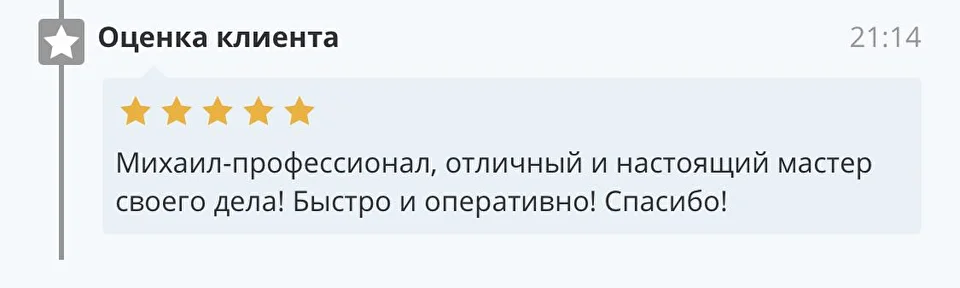 Оценка клиента 21:14
Михаил-профессионал, отличный и настоящий мастер
своего дела! Быстро и оперативно! Спасибо!